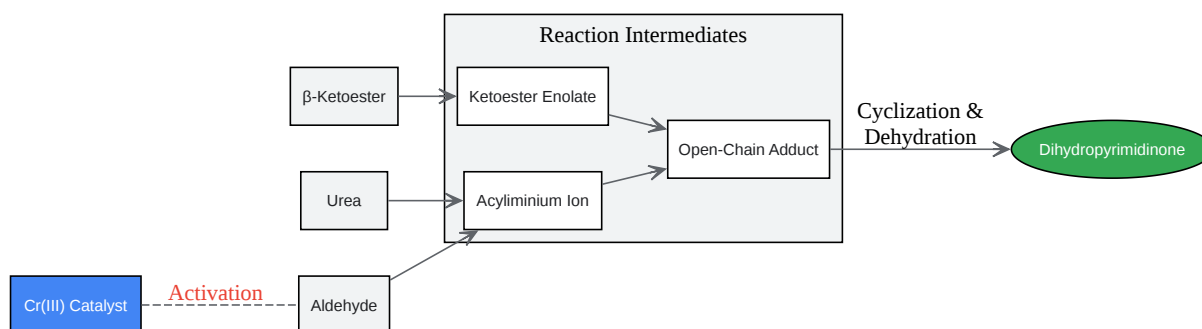 Reaction Intermediates
β-Ketoester
Ketoester Enolate
Cyclization &
Dehydration
Open-Chain Adduct
Dihydropyrimidinone
Urea
Acyliminium Ion
Cr(III) Catalyst
Activation
Aldehyde